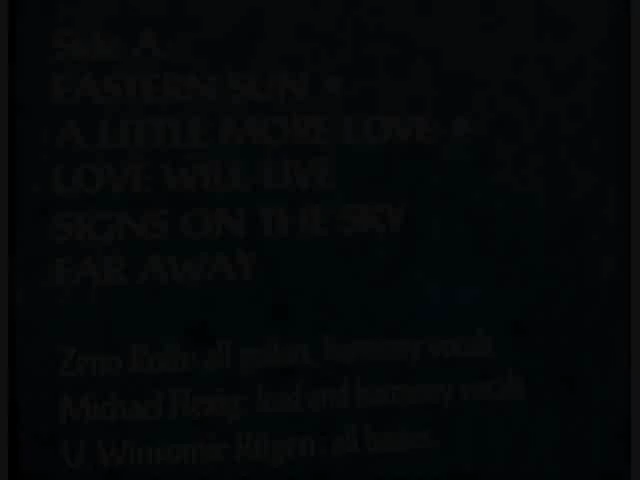 Side A
EASTERN SUN *
A LITTLE MORE LOVE *
LOVE WILL LIVE
SIGNS ON THE SKY
FAR AWAY
Zeno Roth: all guitars, harmony vocals
Michael Flexig: lead and harmony vocals
U. Winsomie Ritgen: all basses